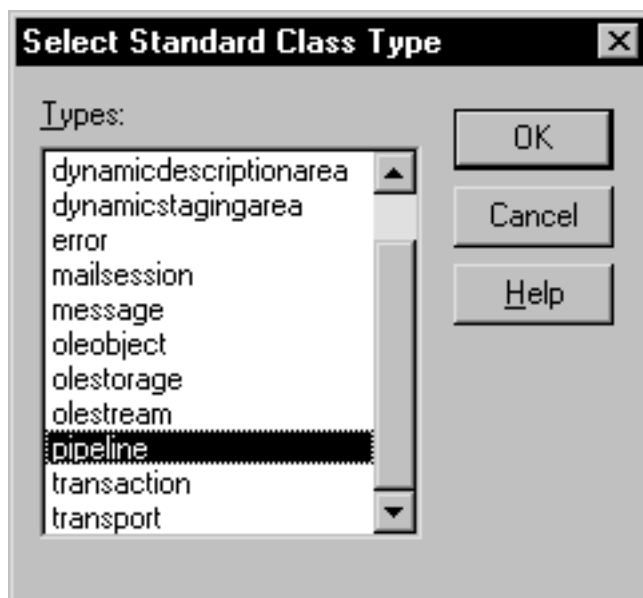 Select Standard Class Type
Types:
dynamicdescriptionarea
dynamicstagingarea
error
mailsession
message
oleobject
olestorage
olestream
pipeline
transaction
transport
OK
Cancel
Help